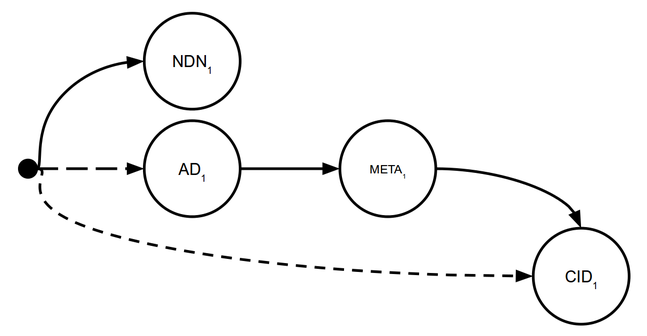 NDN₁
AD₁
META₁
CID₁